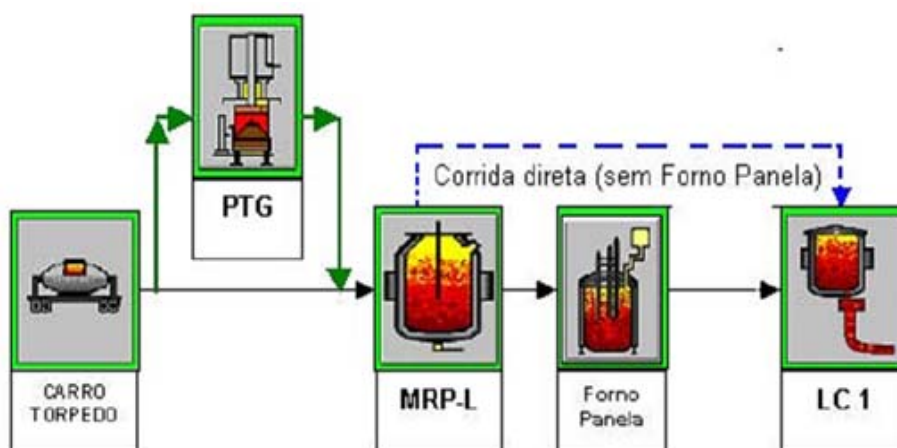 PTG
Corrida direta (sem Forno Panela)
CARRO
TORPEDO
MRP-L
Forno
Panela
LC 1